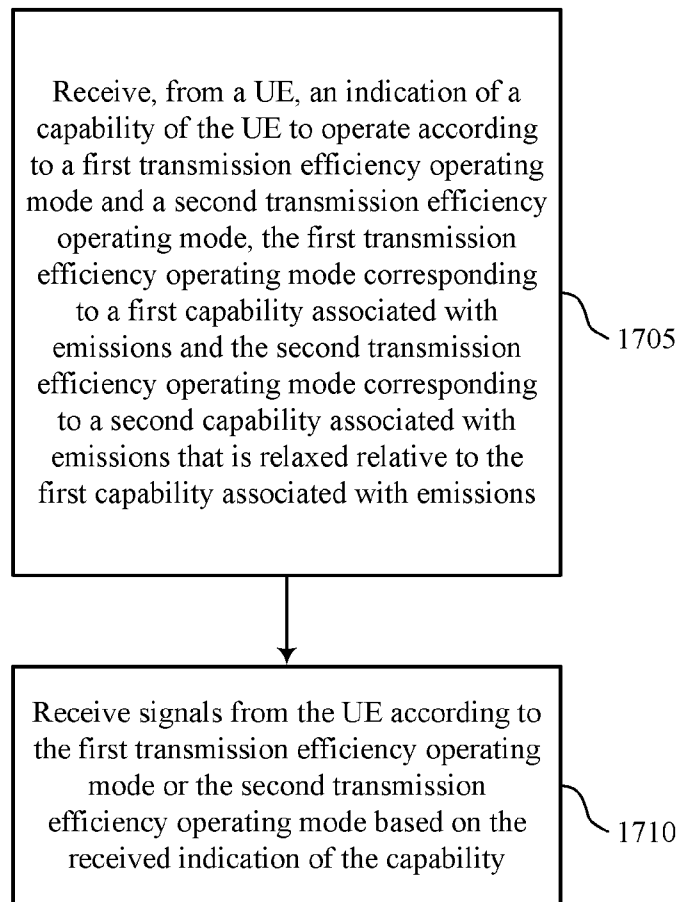 Receive, from a UE, an indication of a
capability of the UE to operate according
to a first transmission efficiency operating
mode and a second transmission efficiency
operating mode, the first transmission
efficiency operating mode corresponding
to a first capability associated with
emissions and the second transmission
efficiency operating mode corresponding
to a second capability associated with
emissions that is relaxed relative to the
first capability associated with emissions
1705
Receive signals from the UE according to
the first transmission efficiency operating
mode or the second transmission
efficiency operating mode based on the
received indication of the capability
1710